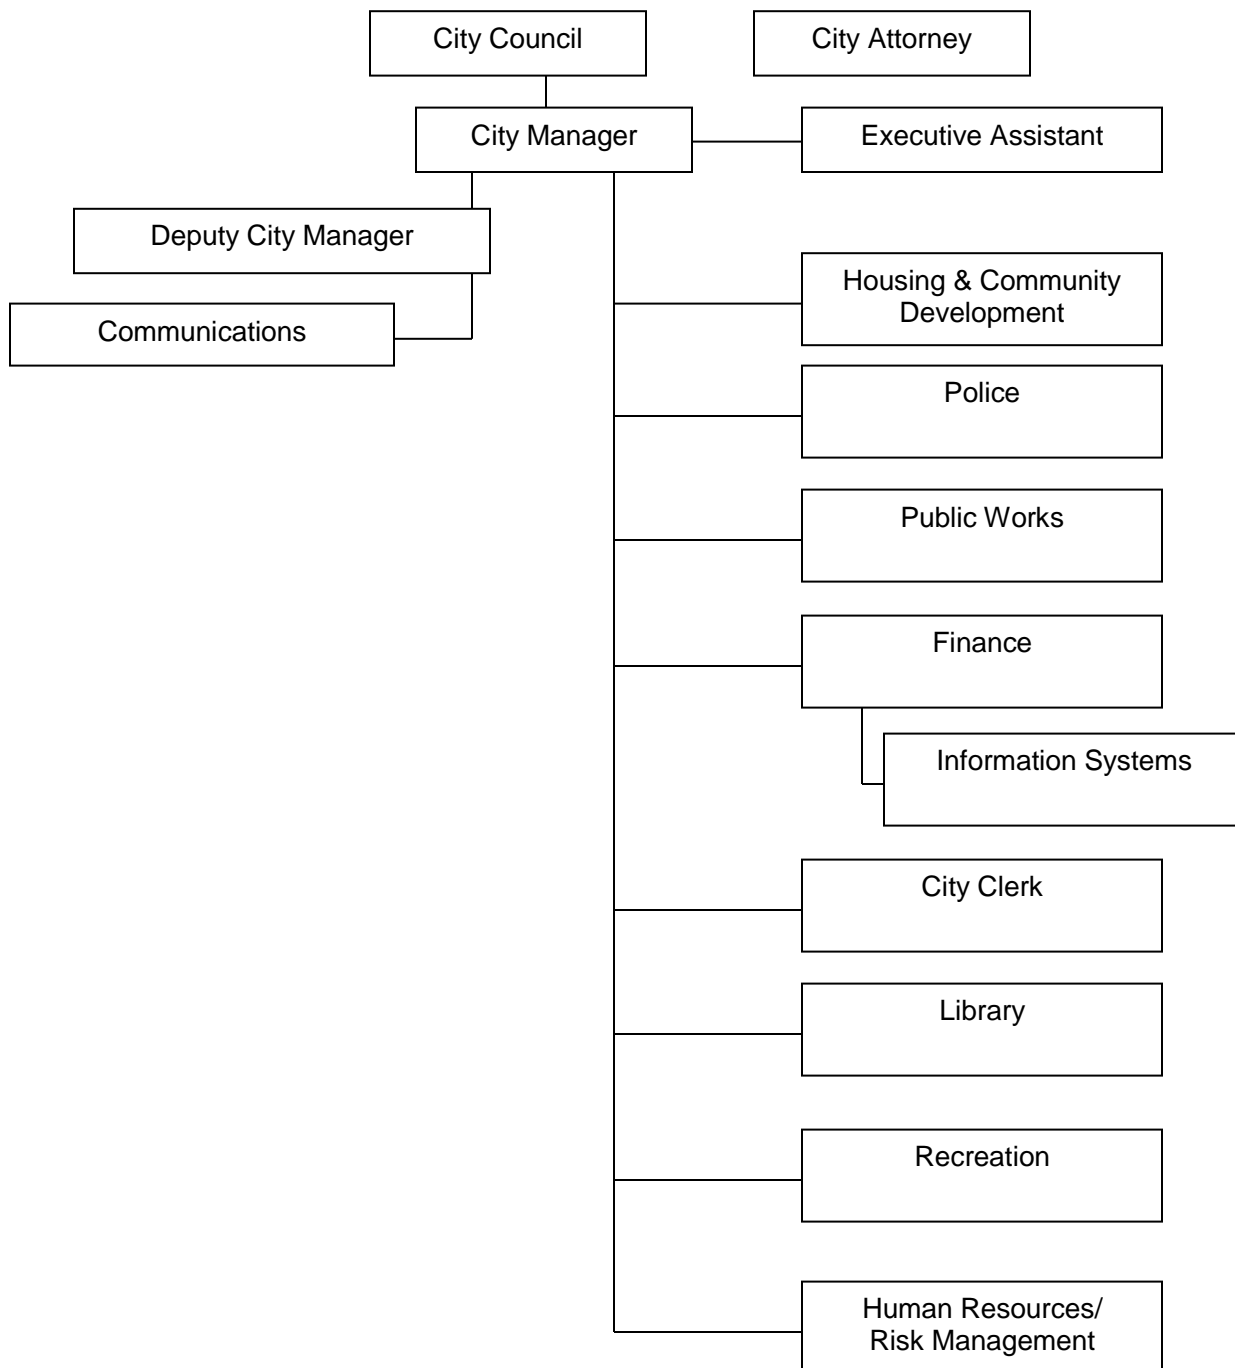 City Council
City Attorney
City Manager
Executive Assistant
Deputy City Manager
Housing & Community
Development
Communications
Police
Public Works
Finance
Information Systems
City Clerk
Library
Recreation
Human Resources/
Risk Management